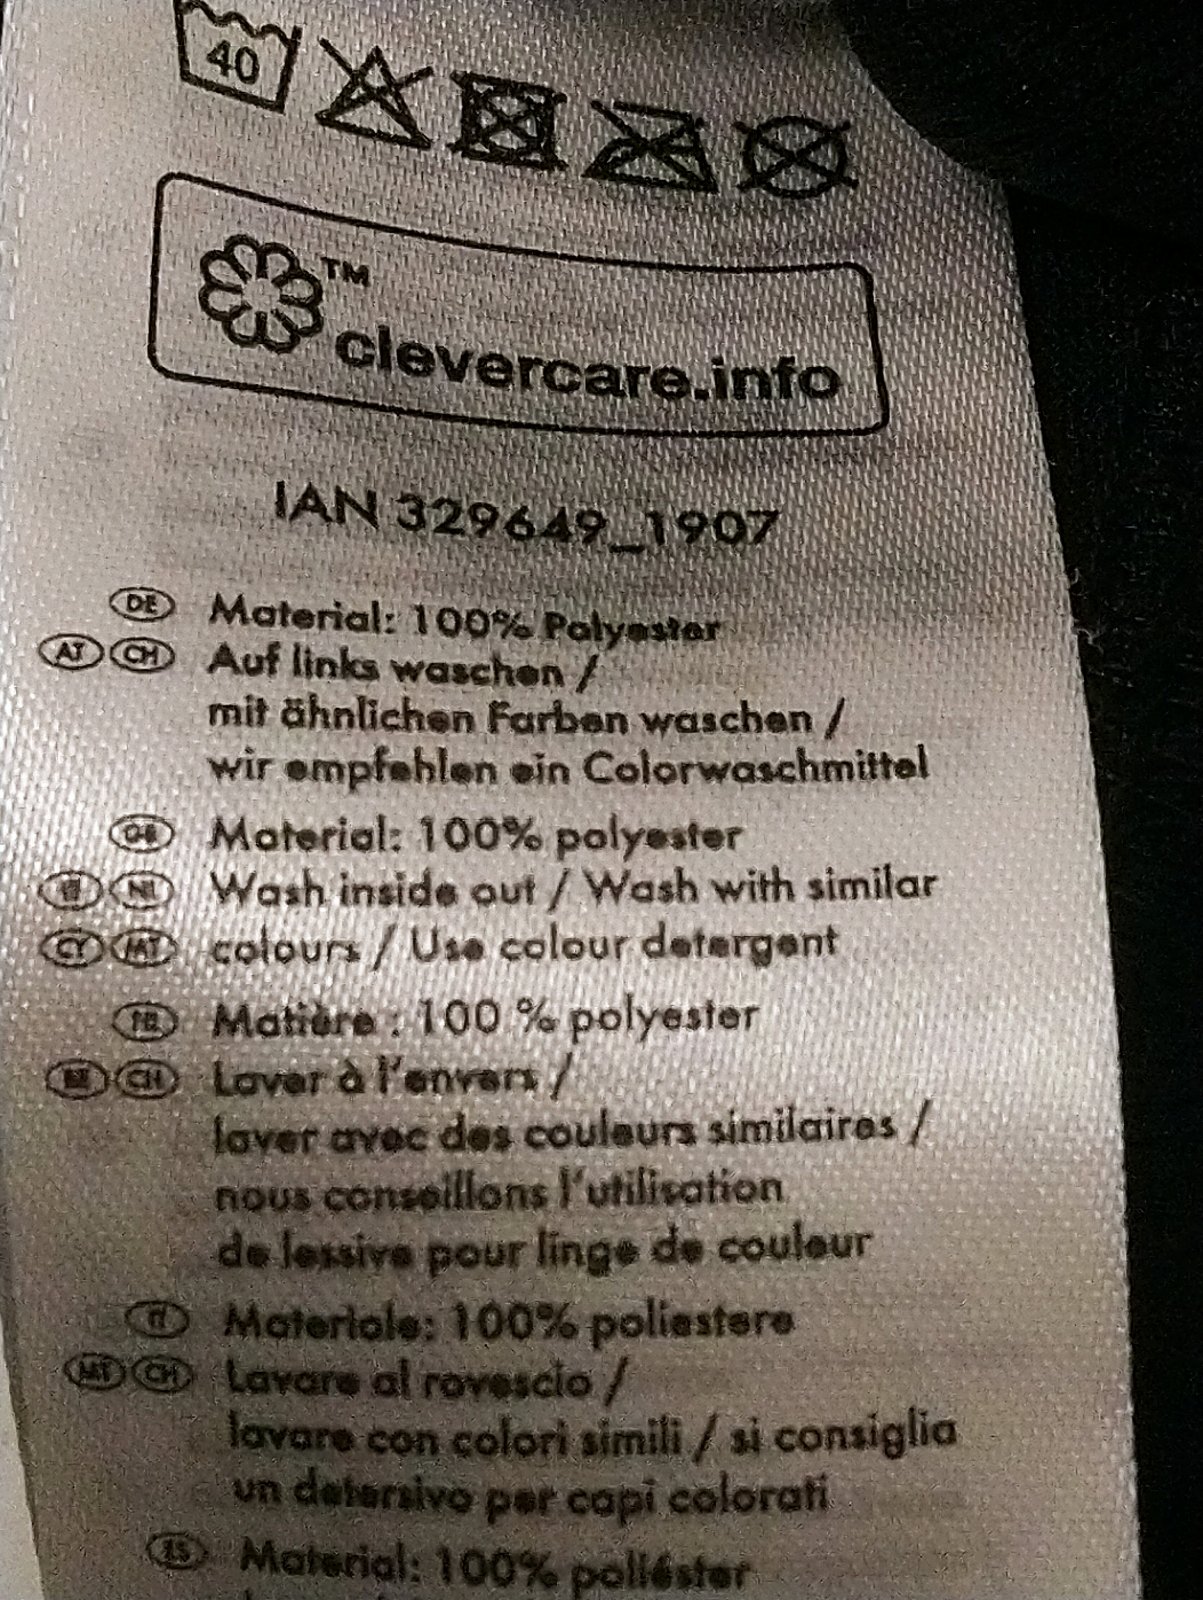 40
TM
clevercare.info
IAN 329649_1907
DE Material: 100% Polyester
AT CH Auf links waschen /
mit ähnlichen Farben waschen /
wir empfehlen ein Colorwaschmittel
GB Material: 100% polyester
IE NI Wash inside out / Wash with similar
CY MT colours / Use colour detergent
FR Matière : 100 % polyester
BE CH Laver à l'envers /
laver avec des couleurs similaires /
nous conseillons l'utilisation
de lessive pour linge de couleur
IT Materiale: 100% poliestere
MT CH Lavare al rovescio /
lavare con colori simili / si consiglia
un detersivo per capi colorati
ES Material: 100% poliéster